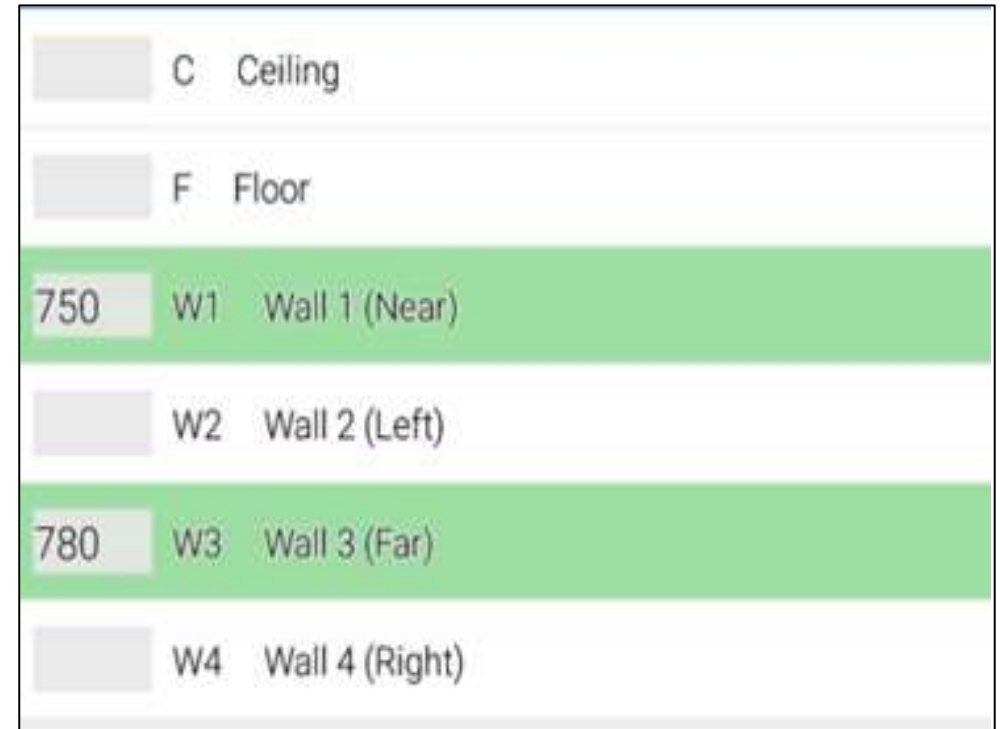 C Ceiling
F Floor
750 W1 Wall 1 (Near)
W2 Wall 2 (Left)
780 W3 Wall 3 (Far)
W4 Wall 4 (Right)